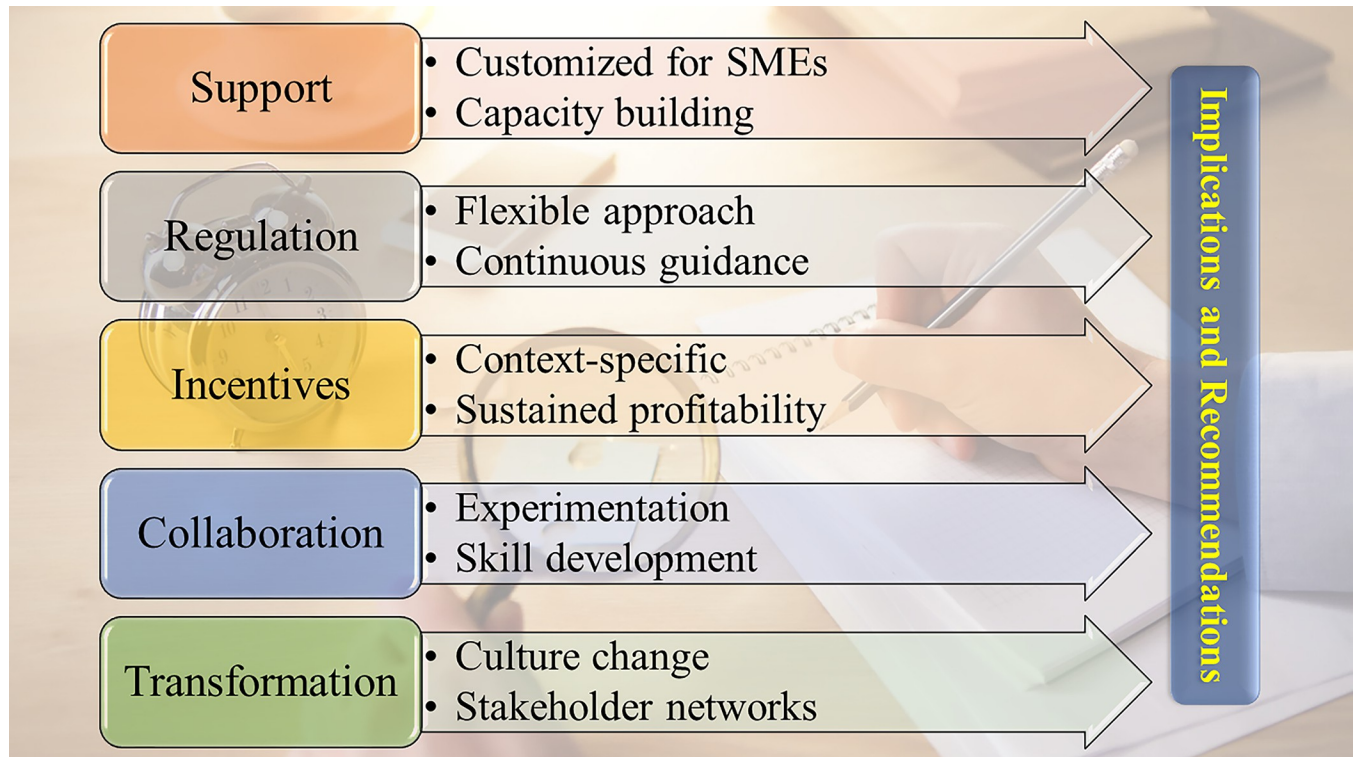 Support
• Customized for SMEs
• Capacity building
Regulation
• Flexible approach
• Continuous guidance
Incentives
• Context-specific
• Sustained profitability
Collaboration
• Experimentation
• Skill development
Transformation
• Culture change
• Stakeholder networks
Implications and Recommendations